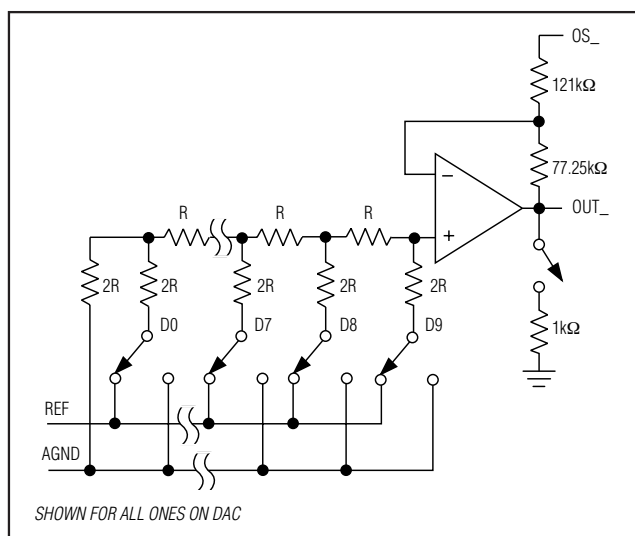 OS_
121kΩ
77.25kΩ
R R R
− +
OUT_
2R 2R 2R 2R 2R
D0 D7 D8 D9
1kΩ
REF
AGND
SHOWN FOR ALL ONES ON DAC